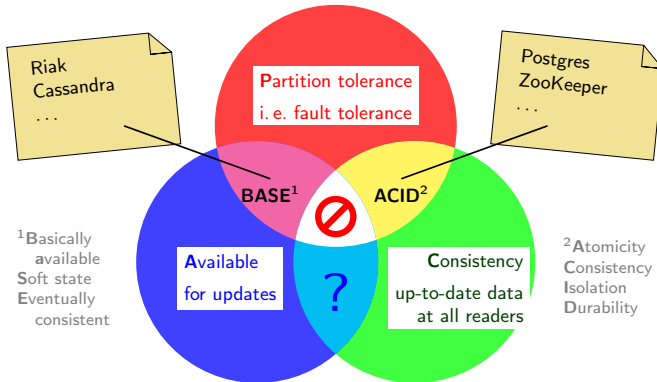 Riak
Cassandra
. . .
Postgres
ZooKeeper
. . .
Partition tolerance
i. e. fault tolerance
BASE¹
ACID²
Available
for updates
?
Consistency
up-to-date data
at all readers
¹Basically
available
Soft state
Eventually
consistent
²Atomicity
Consistency
Isolation
Durability